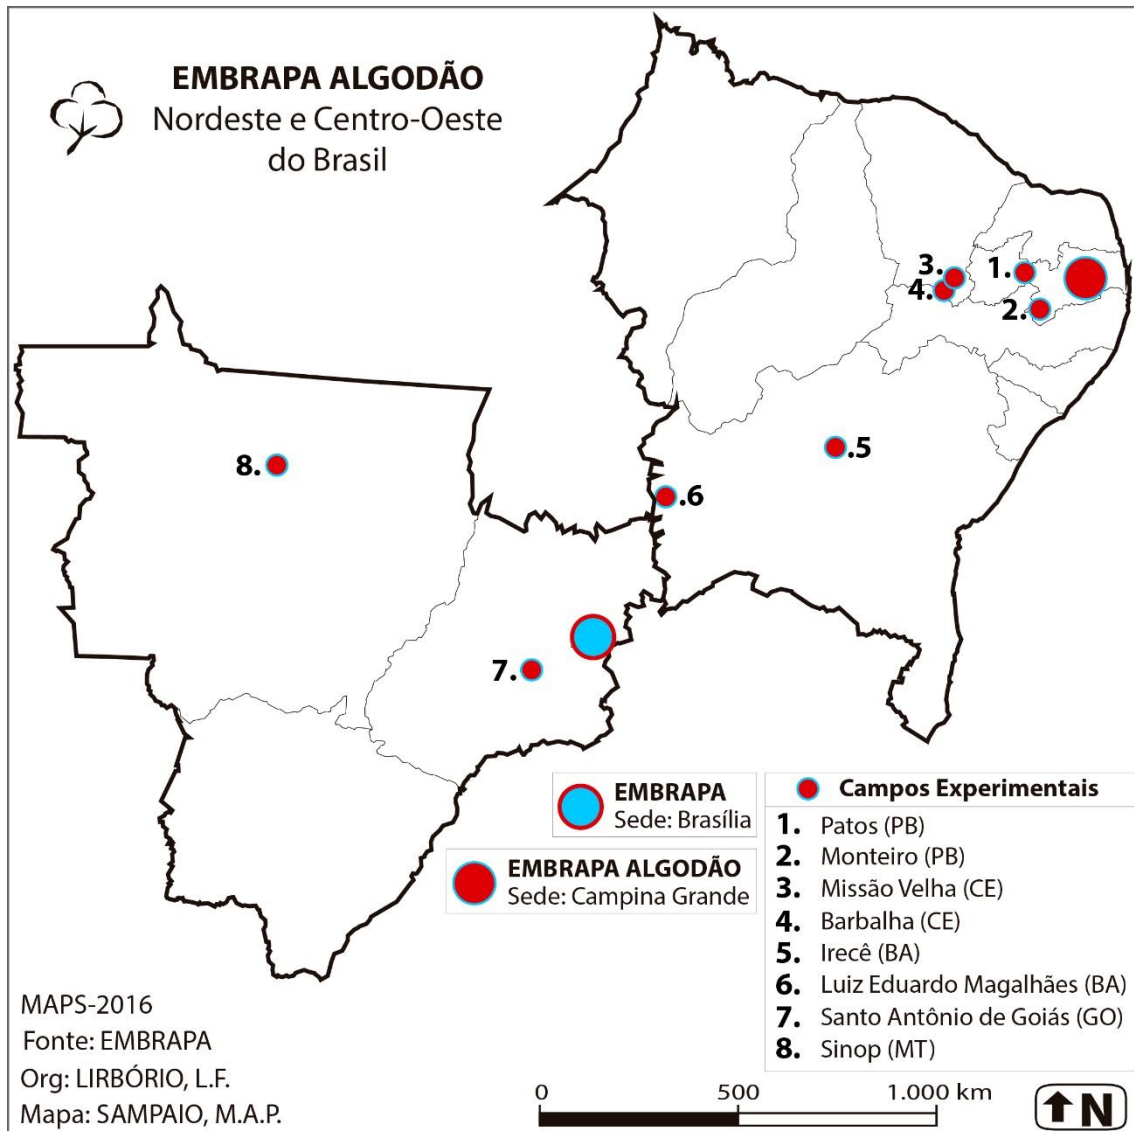 EMBRAPA ALGODÃO
Nordeste e Centro-Oeste
do Brasil
3.
4.
1.
2.
.5
.6
8.
7.
EMBRAPA
Sede: Brasília
EMBRAPA ALGODÃO
Sede: Campina Grande
Campos Experimentais
1. Patos (PB)
2. Monteiro (PB)
3. Missão Velha (CE)
4. Barbalha (CE)
5. Irecê (BA)
6. Luiz Eduardo Magalhães (BA)
7. Santo Antônio de Goiás (GO)
8. Sinop (MT)
MAPS-2016
Fonte: EMBRAPA
Org: LIRBÓRIO, L.F.
Mapa: SAMPAIO, M.A.P.
0 500 1.000 km
N